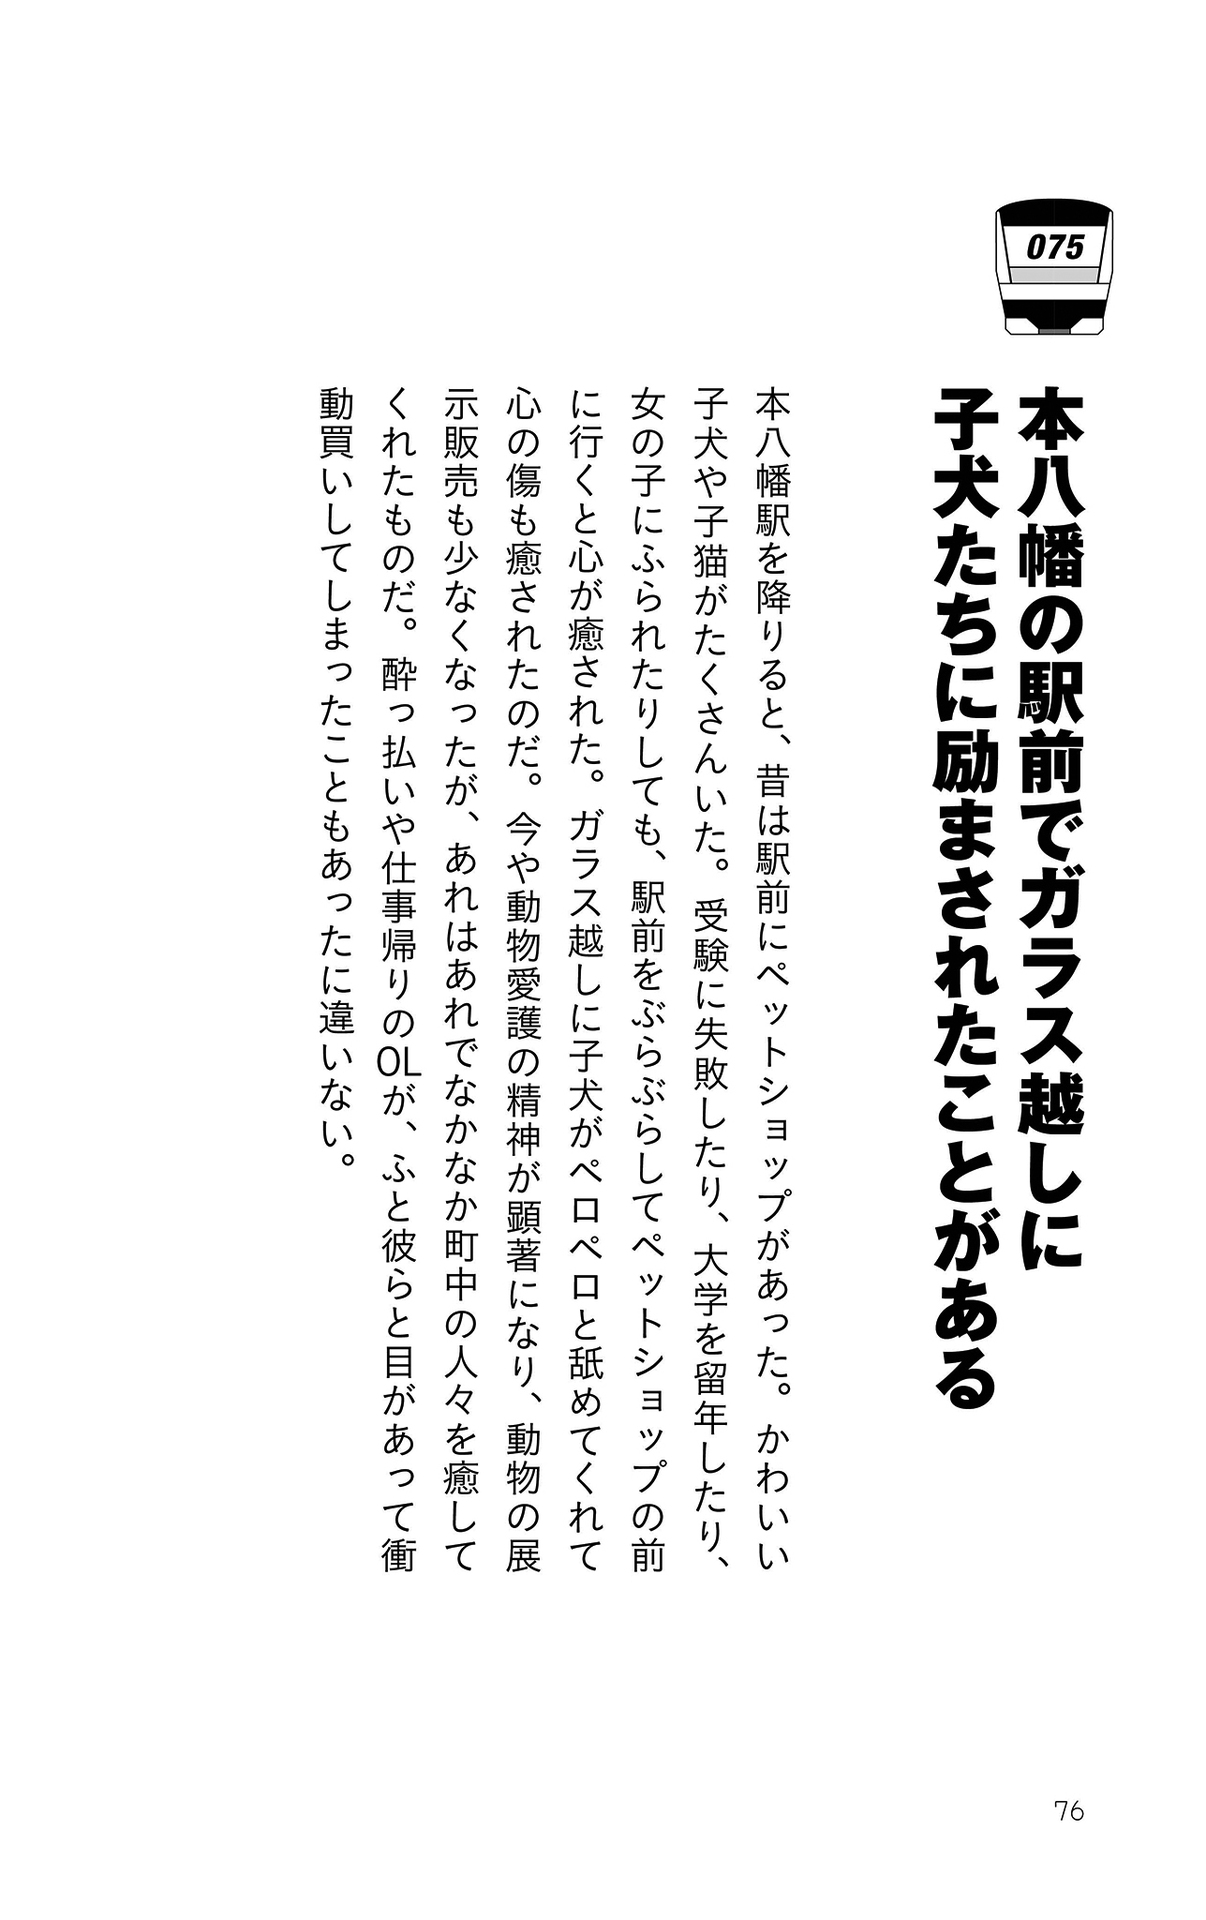 075
本八幡の駅前でガラス越しに
子犬たちに励まされたことがある
本八幡駅を降りると、昔は駅前にペットショップがあった。かわいい
子犬や子猫がたくさんいた。受験に失敗したり、大学を留年したり、
女の子にふられたりしても、駅前をぶらぶらしてペットショップの前
に行くと心が癒された。ガラス越しに子犬がペロペロと舐めてくれて
心の傷も癒されたのだ。今や動物愛護の精神が顕著になり、動物の展
示販売も少なくなったが、あれはあれでなかなか町中の人々を癒して
くれたものだ。酔っ払いや仕事帰りのOLが、ふと彼らと目があって衝
動買いしてしまったこともあったに違いない。
76